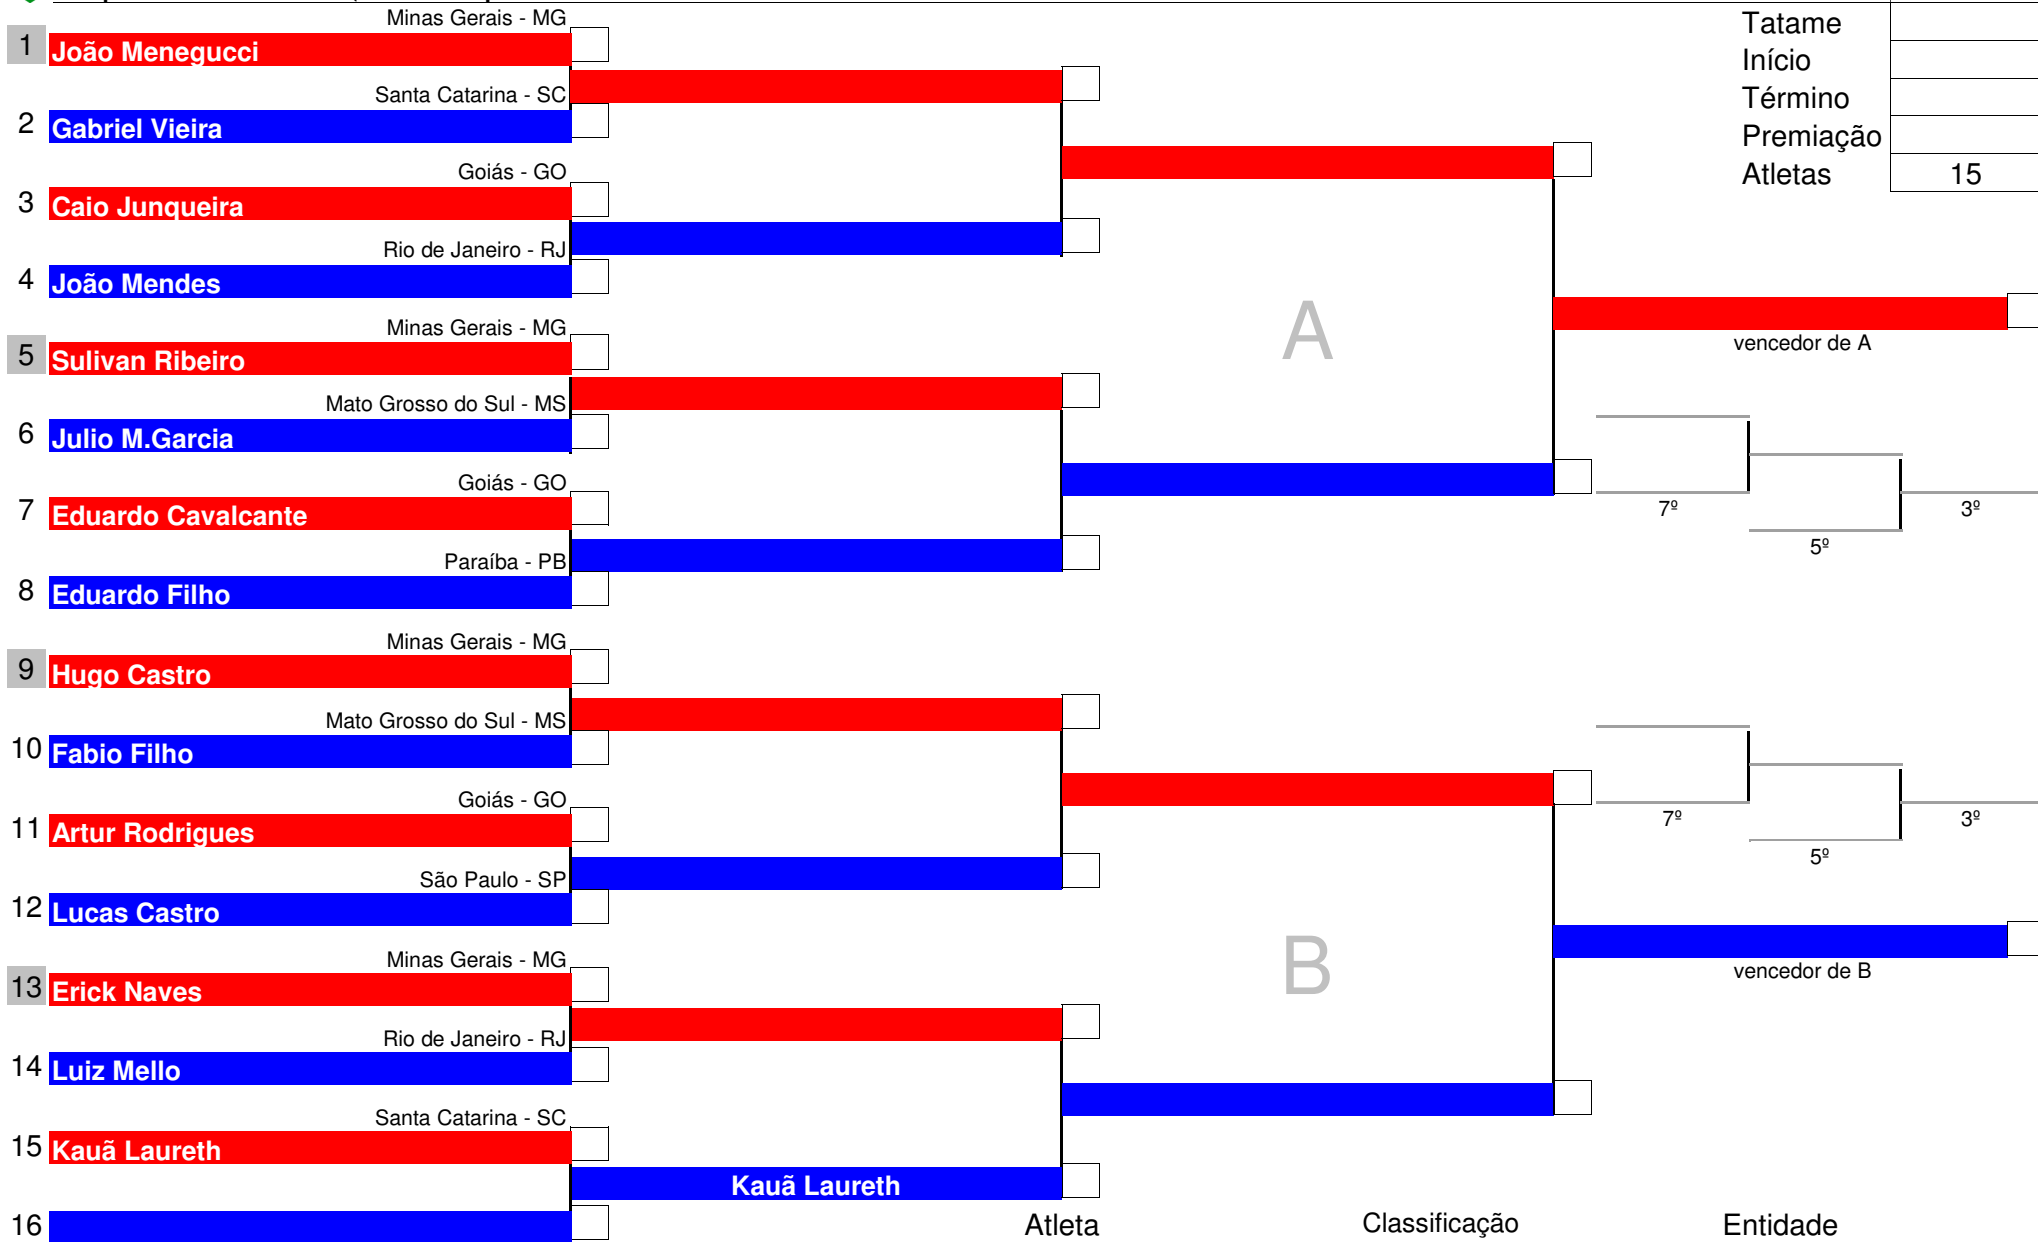 Minas Gerais - MG
1 João Menegucci
Santa Catarina - SC
2 Gabriel Vieira
Goiás - GO
3 Caio Junqueira
Rio de Janeiro - RJ
4 João Mendes
Minas Gerais - MG
5 Sulivan Ribeiro
Mato Grosso do Sul - MS
6 Julio M.Garcia
Goiás - GO
7 Eduardo Cavalcante
Paraíba - PB
8 Eduardo Filho
Minas Gerais - MG
9 Hugo Castro
Mato Grosso do Sul - MS
10 Fabio Filho
Goiás - GO
11 Artur Rodrigues
São Paulo - SP
12 Lucas Castro
Minas Gerais - MG
13 Erick Naves
Rio de Janeiro - RJ
14 Luiz Mello
Santa Catarina - SC
15 Kauã Laureth
16
Kauã Laureth
A
B
Tatame
Início
Término
Premiação
Atletas 15
vencedor de A
7º
5º
3º
7º
5º
3º
vencedor de B
Atleta Classificação Entidade